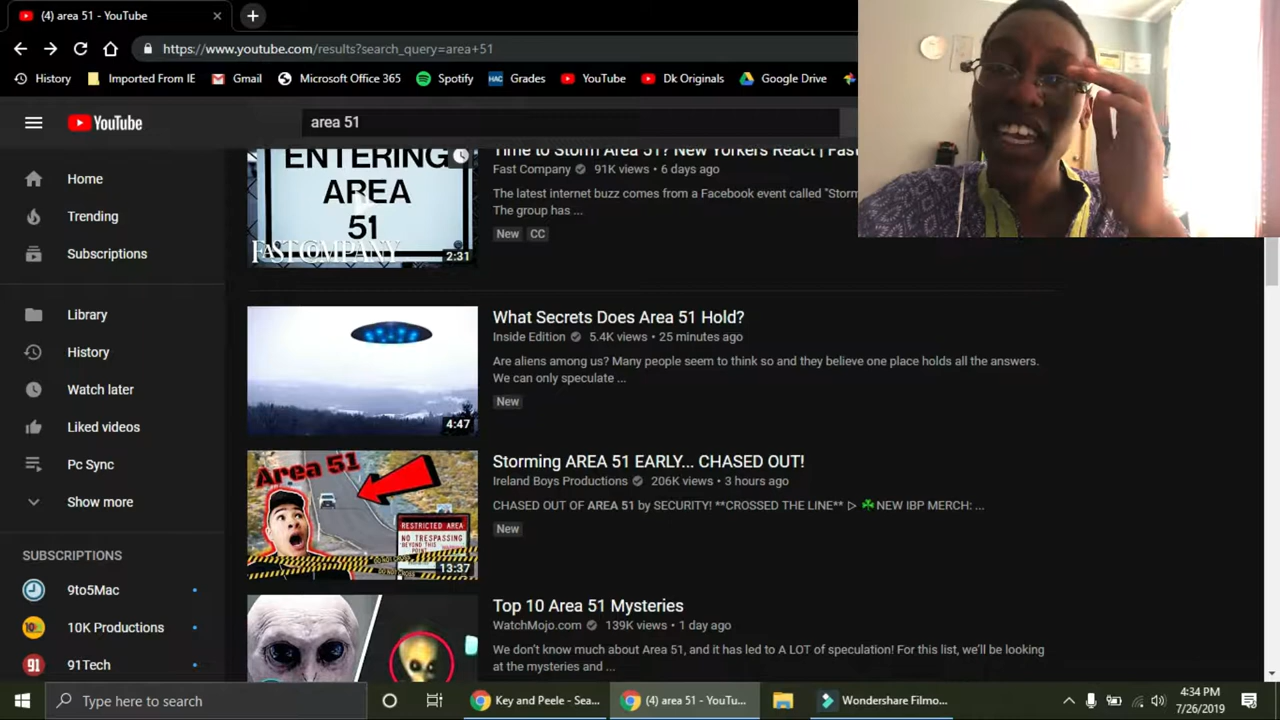 (4) area 51 - YouTube
https://www.youtube.com/results?search_query=area+51
History Imported From IE Gmail Microsoft Office 365 Spotify HAC Grades YouTube Dk Originals Google Drive
YouTube
area 51
Home
Trending
Subscriptions
Library
History
Watch later
Liked videos
Pc Sync
Show more
SUBSCRIPTIONS
9to5Mac
10K Productions
91 91Tech
ENTERING
AREA
51
FAST COMPANY
2:31
Time to Storm Area 51? New Yorkers React | Fast
Fast Company 91K views • 6 days ago
The latest internet buzz comes from a Facebook event called "Storm
The group has ...
New CC
4:47
What Secrets Does Area 51 Hold?
Inside Edition 5.4K views • 25 minutes ago
Are aliens among us? Many people seem to think so and they believe one place holds all the answers.
We can only speculate ...
New
Area 51
RESTRICTED AREA
NO TRESPASSING
BEYOND THIS
POINT
13:37
Storming AREA 51 EARLY... CHASED OUT!
Ireland Boys Productions 206K views • 3 hours ago
CHASED OUT OF AREA 51 by SECURITY! **CROSSED THE LINE** ▷ ☘NEW IBP MERCH: ...
New
Top 10 Area 51 Mysteries
WatchMojo.com 139K views • 1 day ago
We don't know much about Area 51, and it has led to A LOT of speculation! For this list, we'll be looking
at the mysteries and ...
Type here to search
Key and Peele - Sea...
(4) area 51 - YouTu...
Wondershare Filmo...
4:34 PM
7/26/2019